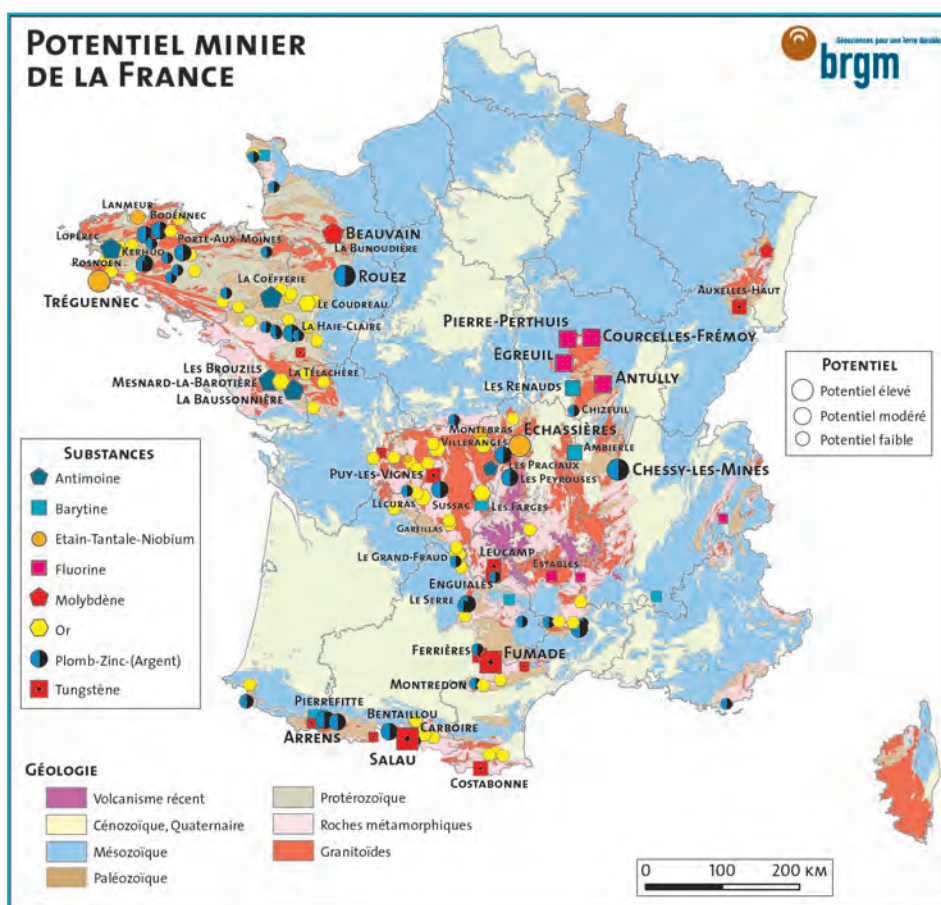 POTENTIEL MINIER
DE LA FRANCE
Géosciences pour une Terre durable
brgm
LANMEUR
BODENNEC
LOPÉREC
PORTE-AUX-MOINES
KERHUO
ROSNOEN
TRÉGUENNEC
BEAUVAIN
LA BUNOUDIÈRE
LA COËFFERIE
ROUEZ
LE COUDREAU
LA HAIE-CLAIRE
AUXELLES-HAUT
PIERRE-PERTHUIS
COURCELLES-FRÉMOY
EGREUIL
ANTULLY
LES RENAUDS
CHIZEUIL
LES BROUZILS
LA TÉLACHÈRE
MESNARD-LA-BAROTIÈRE
LA BAUSSONNIÈRE
POTENTIEL
Potentiel élevé
Potentiel modéré
Potentiel faible
MONTEBRAS
ECHASSIÈRES
VILLERANGES
AMBIERLE
LES PRACIAUX
CHESSY-LES-MINES
PUY-LES-VIGNES
LES PEYROUSES
LÉCURAS
SUSSAC
LES FARGES
GAREILLAS
LE GRAND-FRAUD
LEUCAMP
ESTABLES
ENGUIALÈS
LE SERRE
FERRIÈRES
FUMADE
MONTREDON
PIERREFITTE
BENTAILLOU
ARRENS
CARBOIRE
SALAU
COSTABONNE
SUBSTANCES
Antimoine
Barytine
Etain-Tantale-Niobium
Fluorine
Molybdène
Or
Plomb-Zinc-(Argent)
Tungstène
GÉOLOGIE
Volcanisme récent
Cénozoïque, Quaternaire
Mésozoïque
Paléozoïque
Protérozoïque
Roches métamorphiques
Granitoïdes
0 100 200 KM